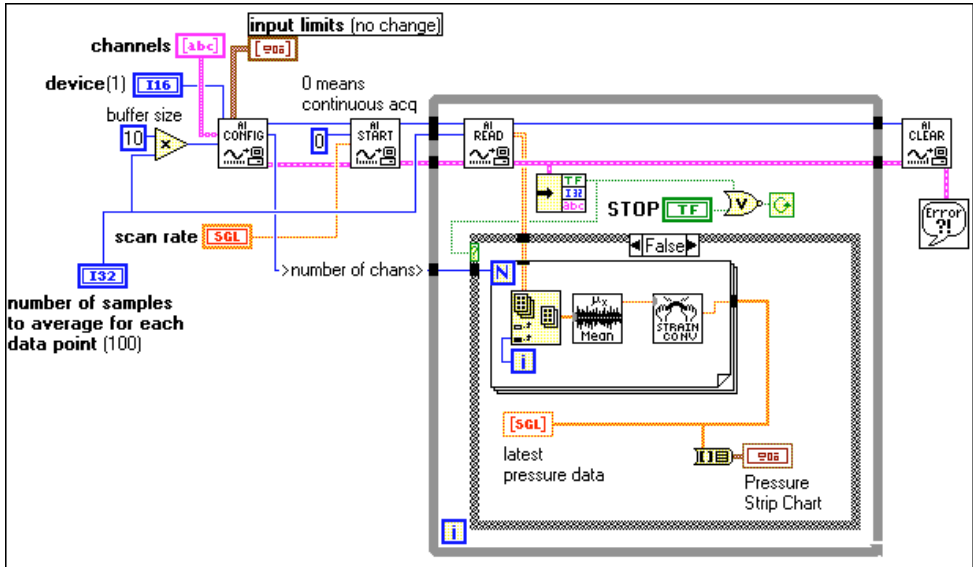 input limits (no change)
channels
[abc]
device(1)
I16
0 means
continuous acq
buffer size
10
x
AI
CONFIG
0
AI
START
AI
READ
AI
CLEAR
TF
I32
abc
STOP
TF
V
Error
?!
scan rate
SGL
?
False
I32
>number of chans>
N
number of samples
to average for each
data point (100)
μx
Mean
STRAIN
CONV
i
[SGL]
latest
pressure data
Pressure
Strip Chart
i